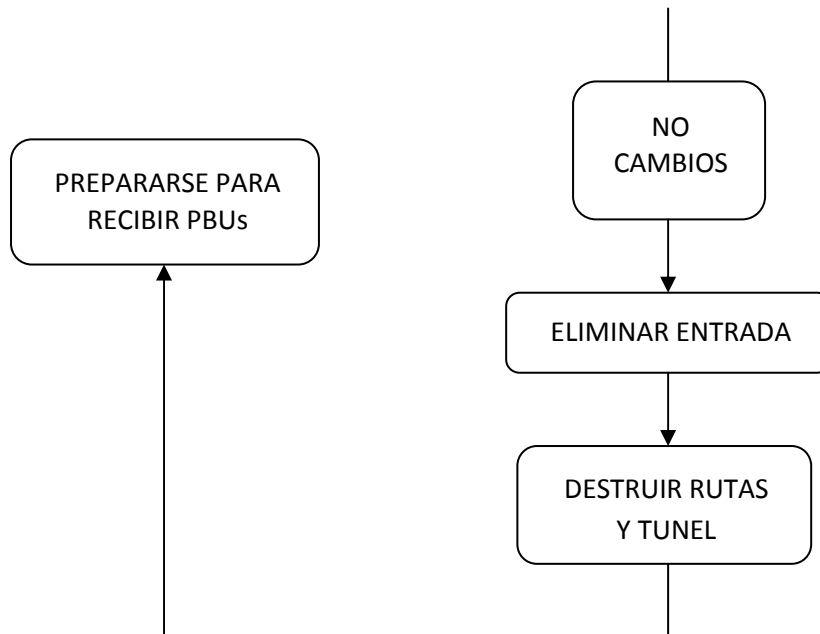 NO
CAMBIOS
PREPARARSE PARA
RECIBIR PBUs
ELIMINAR ENTRADA
DESTRUIR RUTAS
Y TUNEL